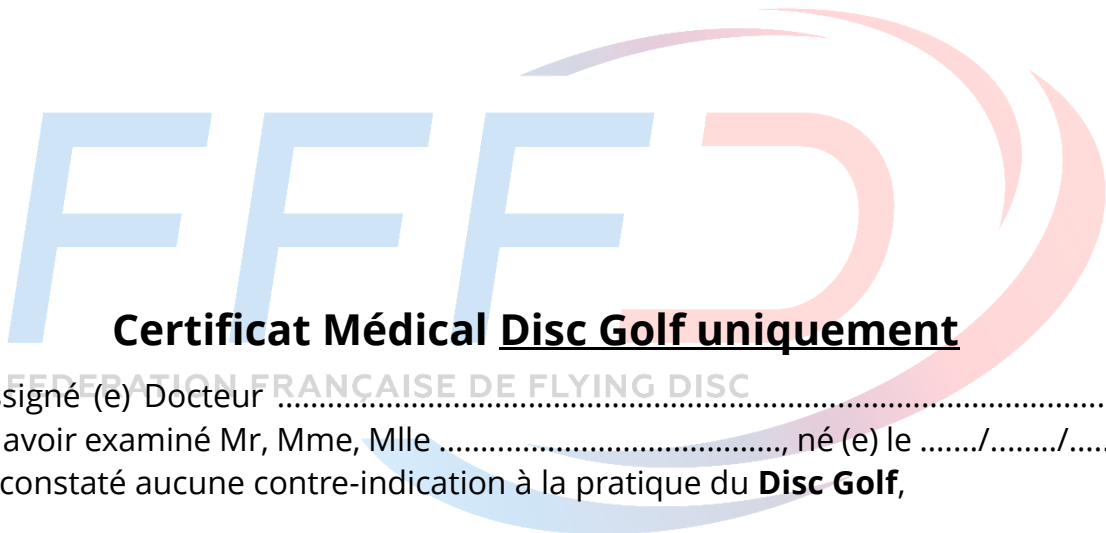 FFFD
Certificat Médical Disc Golf uniquement
FEDERATION FRANÇAISE DE FLYING DISC
ssigné (e) Docteur ................................................................................................
avoir examiné Mr, Mme, Mlle ........................................, né (e) le ......./......../.....
constaté aucune contre-indication à la pratique du Disc Golf,